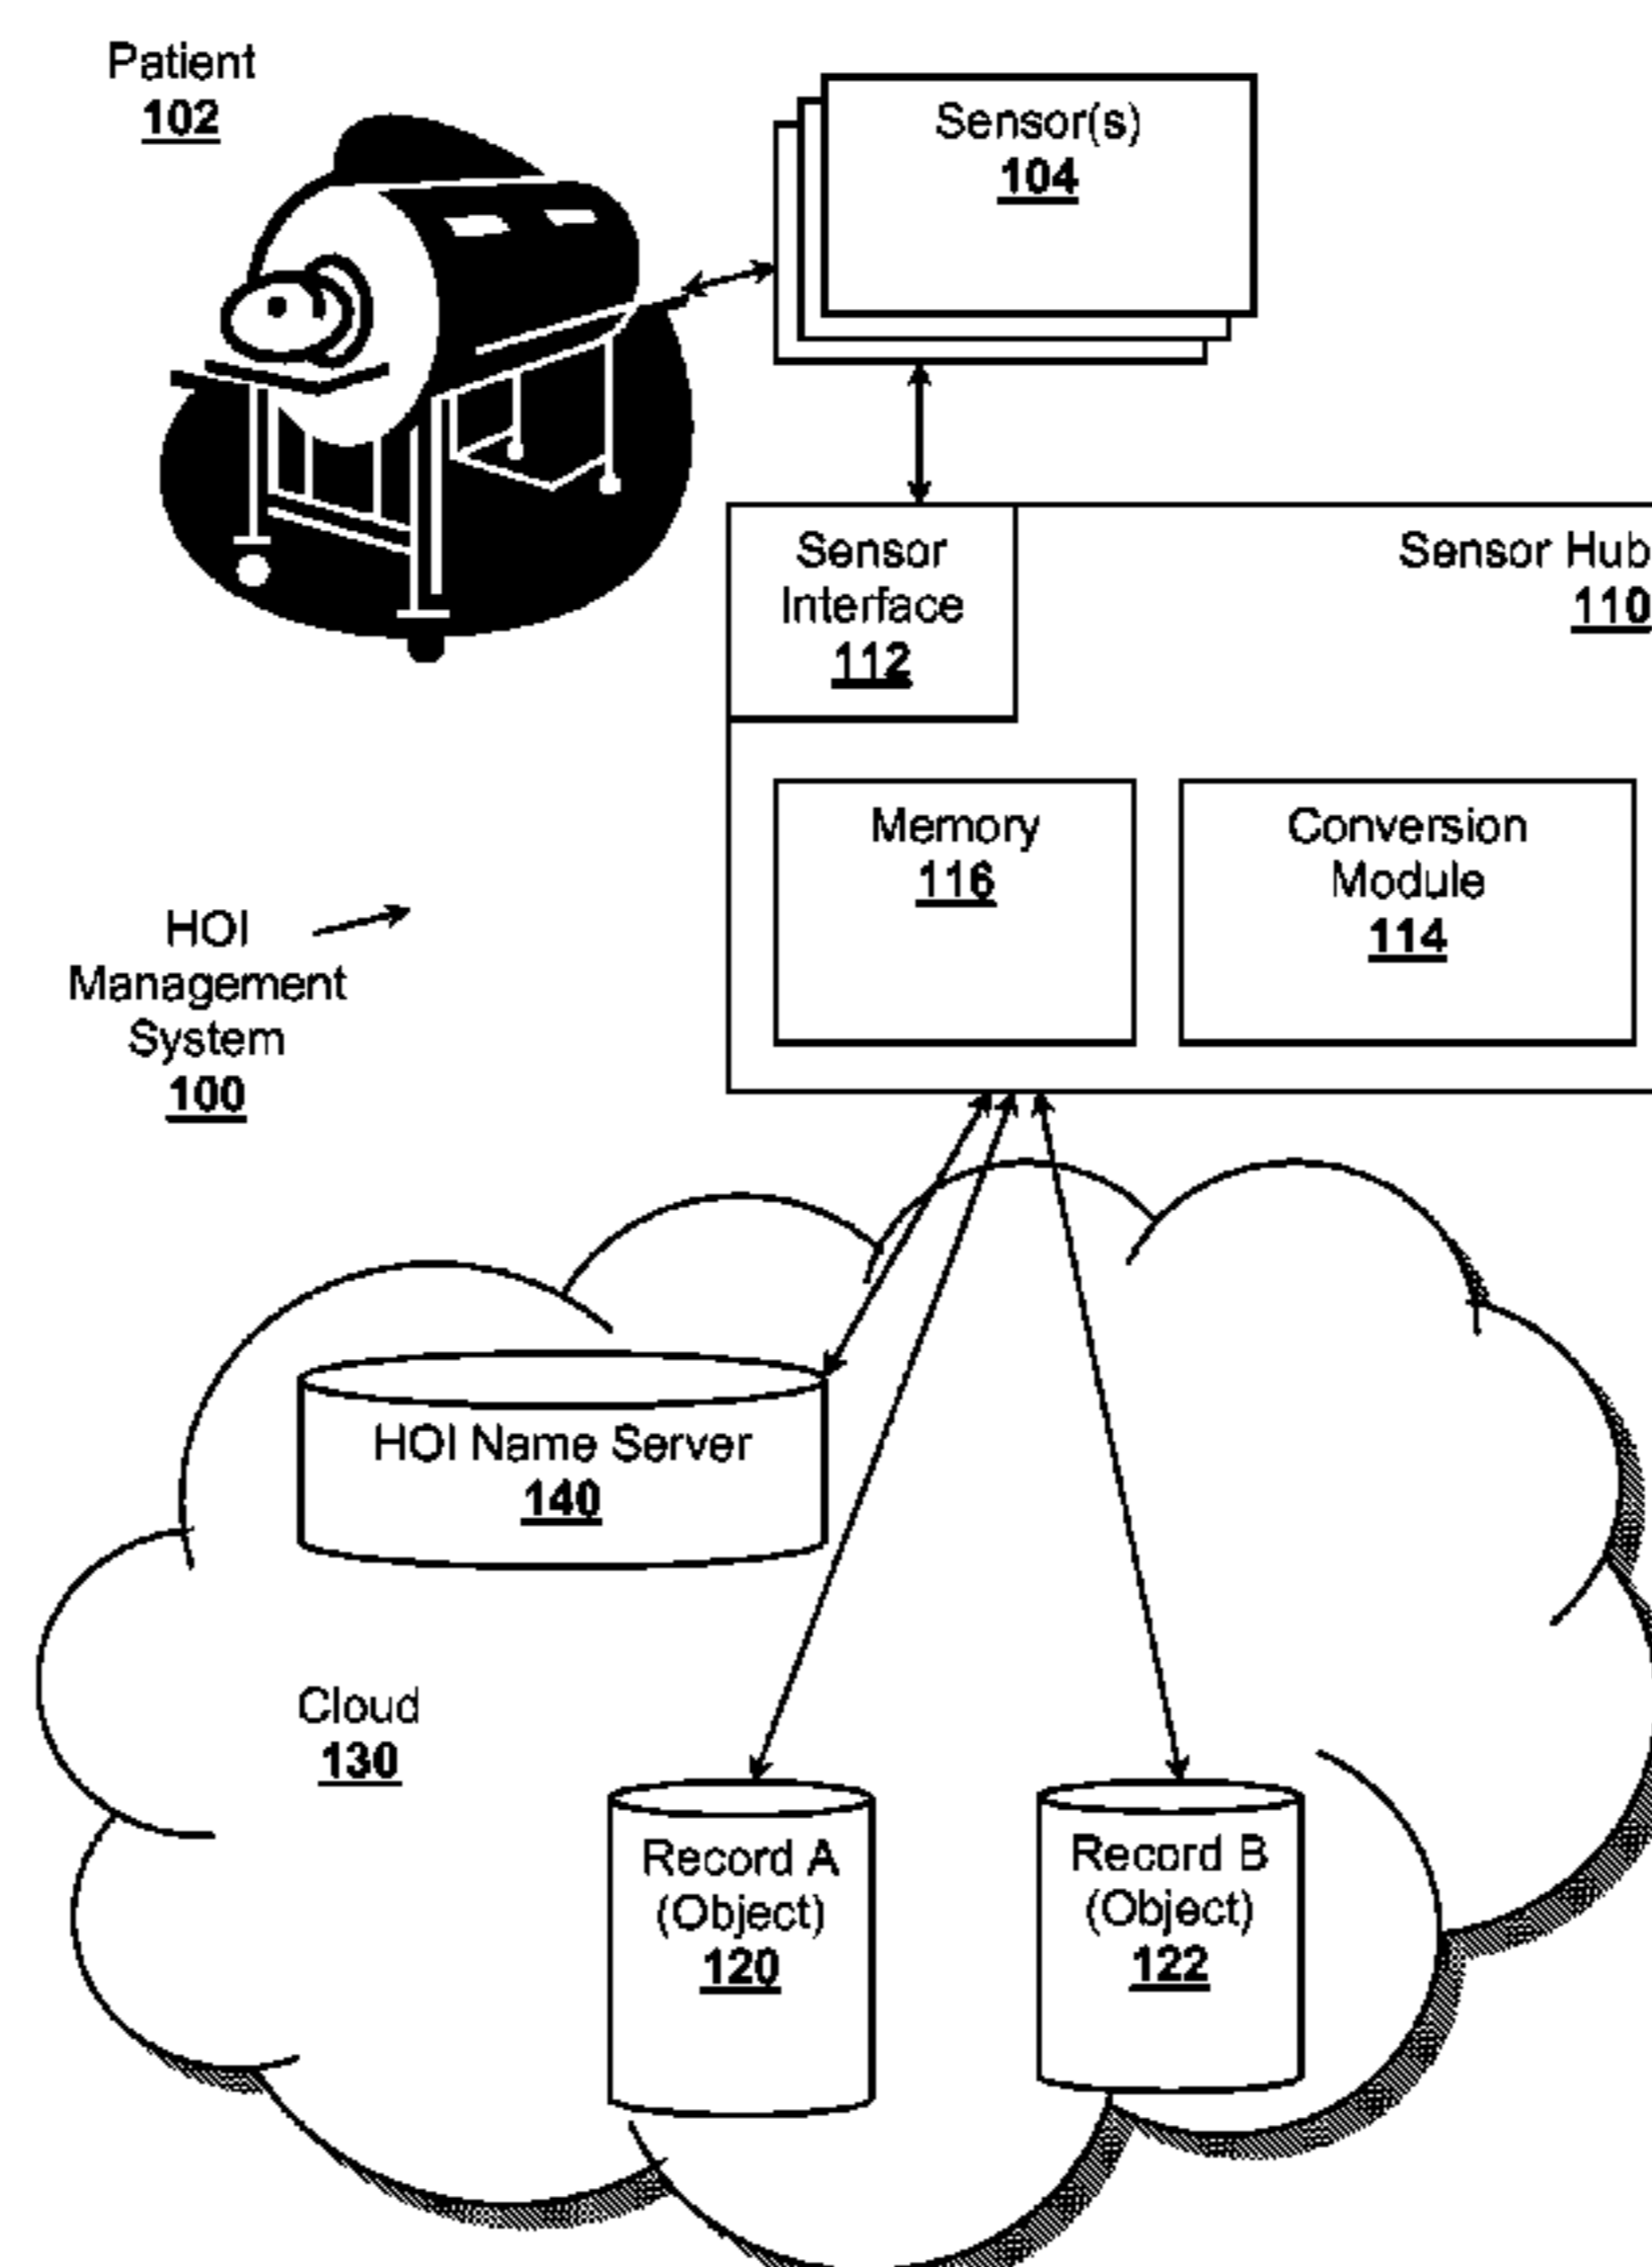 Patient
102
Sensor(s)
104
Sensor
Interface
112
Sensor Hub
110
Memory
116
Conversion
Module
114
HOI
Management
System
100
HOI Name Server
140
Cloud
130
Record A
(Object)
120
Record B
(Object)
122